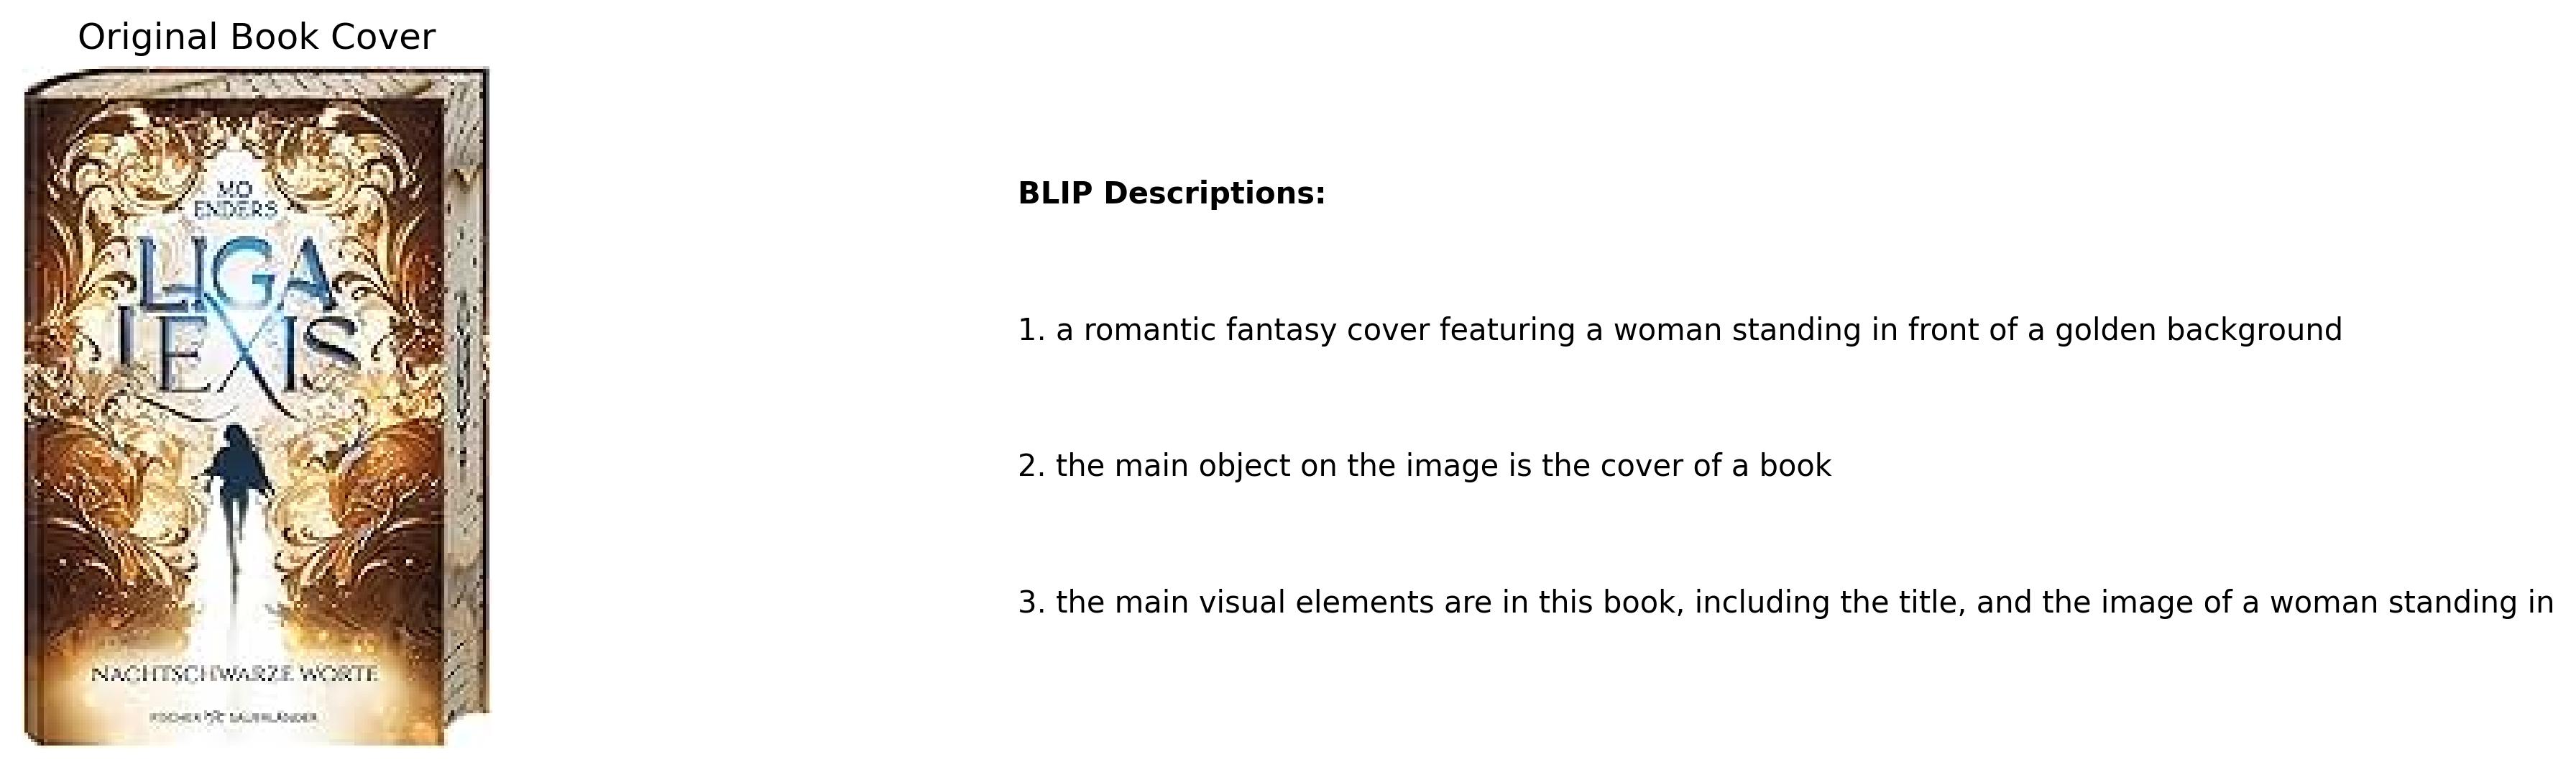 Original Book Cover
MO
ENDERS
LIGA
LEXIS
NACHTSCHWARZE WORTE
FISCHER SAUERLÄNDER
BLIP Descriptions:
1. a romantic fantasy cover featuring a woman standing in front of a golden background
2. the main object on the image is the cover of a book
3. the main visual elements are in this book, including the title, and the image of a woman standing in